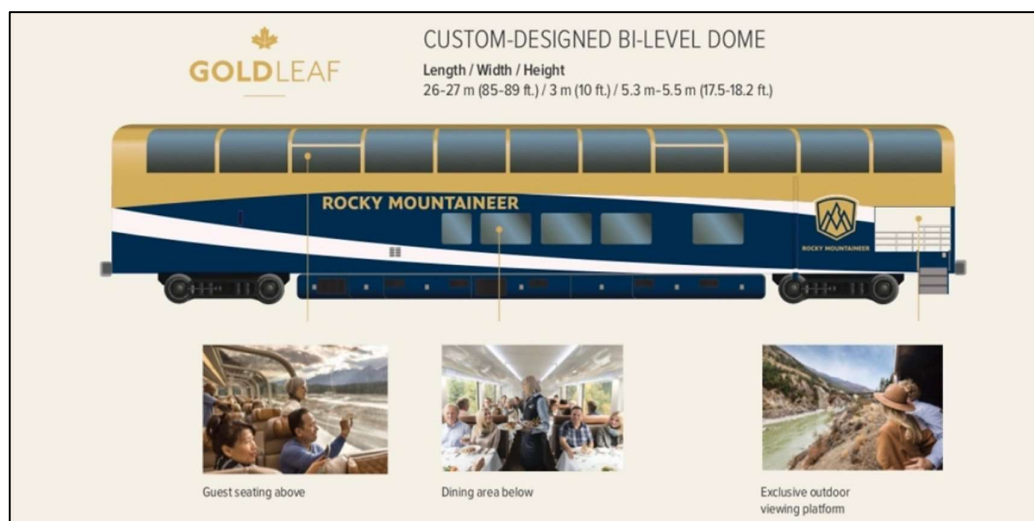 GOLDLEAF
CUSTOM-DESIGNED BI-LEVEL DOME
Length / Width / Height
26-27 m (85-89 ft.) / 3 m (10 ft.) / 5.3 m-5.5 m (17.5-18.2 ft.)
ROCKY MOUNTAINEER
ROCKY MOUNTAINEER
Guest seating above
Dining area below
Exclusive outdoor
viewing platform